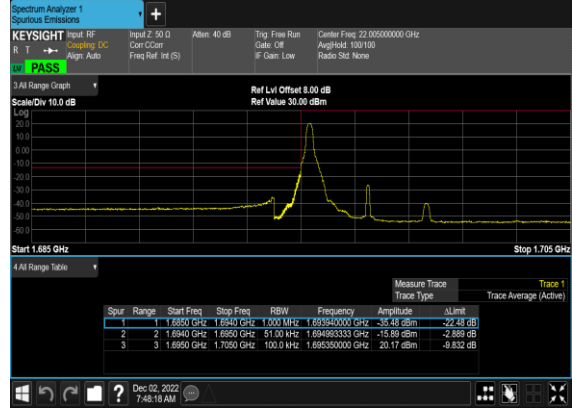 Spectrum Analyzer 1
Spurious Emissions
KEYSIGHT Input: RF Input Z: 50 Ω Atten: 40 dB Trig: Free Run Center Freq: 22.005000000 GHz
R T Coupling: DC Corr CCorr Gate: Off Avg|Hold: 100/100
Align: Auto Freq Ref: Int (S) IF Gain: Low Radio Std: None
PASS
3 All Range Graph Ref Lvl Offset 8.00 dB
Scale/Div 10.0 dB Ref Value 30.00 dBm
Log
20.0
10.0
0.00
-10.0
-20.0
-30.0
-40.0
-50.0
-60.0
Start 1.685 GHz Stop 1.705 GHz
4 All Range Table
Measure Trace Trace 1
Trace Type Trace Average (Active)
Spur Range Start Freq Stop Freq RBW Frequency Amplitude ΔLimit
1 1 1.6850 GHz 1.6940 GHz 1.000 MHz 1.693940000 GHz -35.48 dBm -22.48 dB
2 2 1.6940 GHz 1.6950 GHz 51.00 kHz 1.694993333 GHz -15.89 dBm -2.889 dB
3 3 1.6950 GHz 1.7050 GHz 100.0 kHz 1.695350000 GHz 20.17 dBm -9.832 dB
Dec 02, 2022
7:48:18 AM